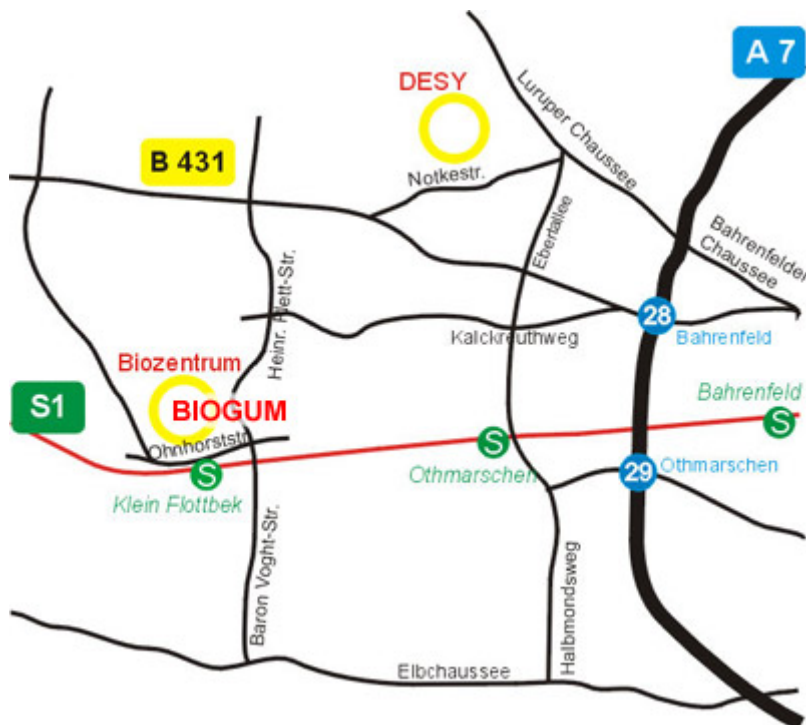 A 7
DESY
Luruper Chaussee
B 431
Notkestr.
Ebertallee
Bahrenfelder
Chaussee
Heinr. Plett-Str.
28
Kalckreuthweg
Bahrenfeld
Biozentrum
S1
BIOGUM
Bahrenfeld
S
Ohnhorststr.
S
Othmarschen
S
Klein Flottbek
29
Othmarschen
Baron Voght-Str.
Halbmondsweg
Elbchaussee